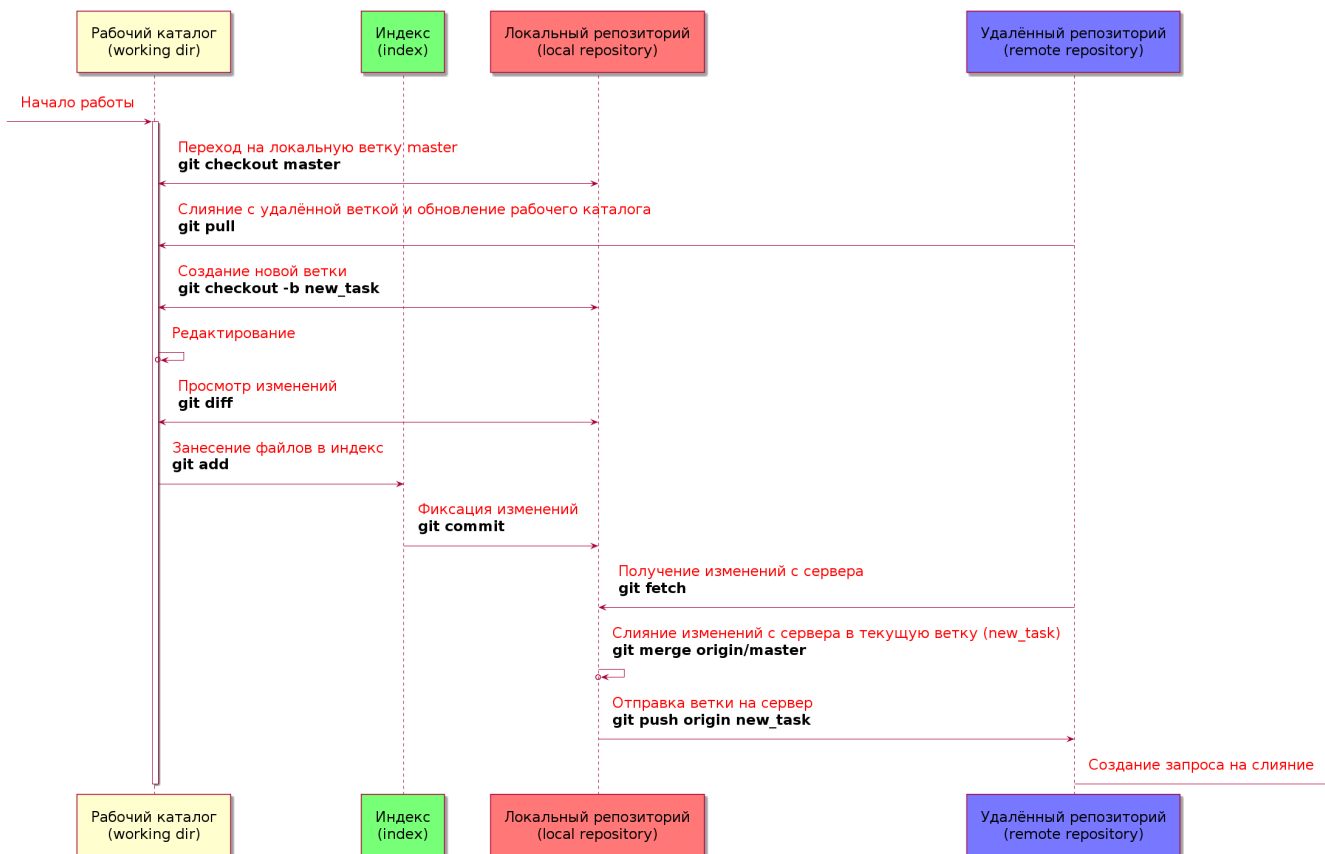 Рабочий каталог
(working dir)
Индекс
(index)
Локальный репозиторий
(local repository)
Удалённый репозиторий
(remote repository)
Начало работы
Переход на локальную ветку master
git checkout master
Слияние с удалённой веткой и обновление рабочего каталога
git pull
Создание новой ветки
git checkout -b new_task
Редактирование
Просмотр изменений
git diff
Занесение файлов в индекс
git add
Фиксация изменений
git commit
Получение изменений с сервера
git fetch
Слияние изменений с сервера в текущую ветку (new_task)
git merge origin/master
Отправка ветки на сервер
git push origin new_task
Создание запроса на слияние
Рабочий каталог
(working dir)
Индекс
(index)
Локальный репозиторий
(local repository)
Удалённый репозиторий
(remote repository)